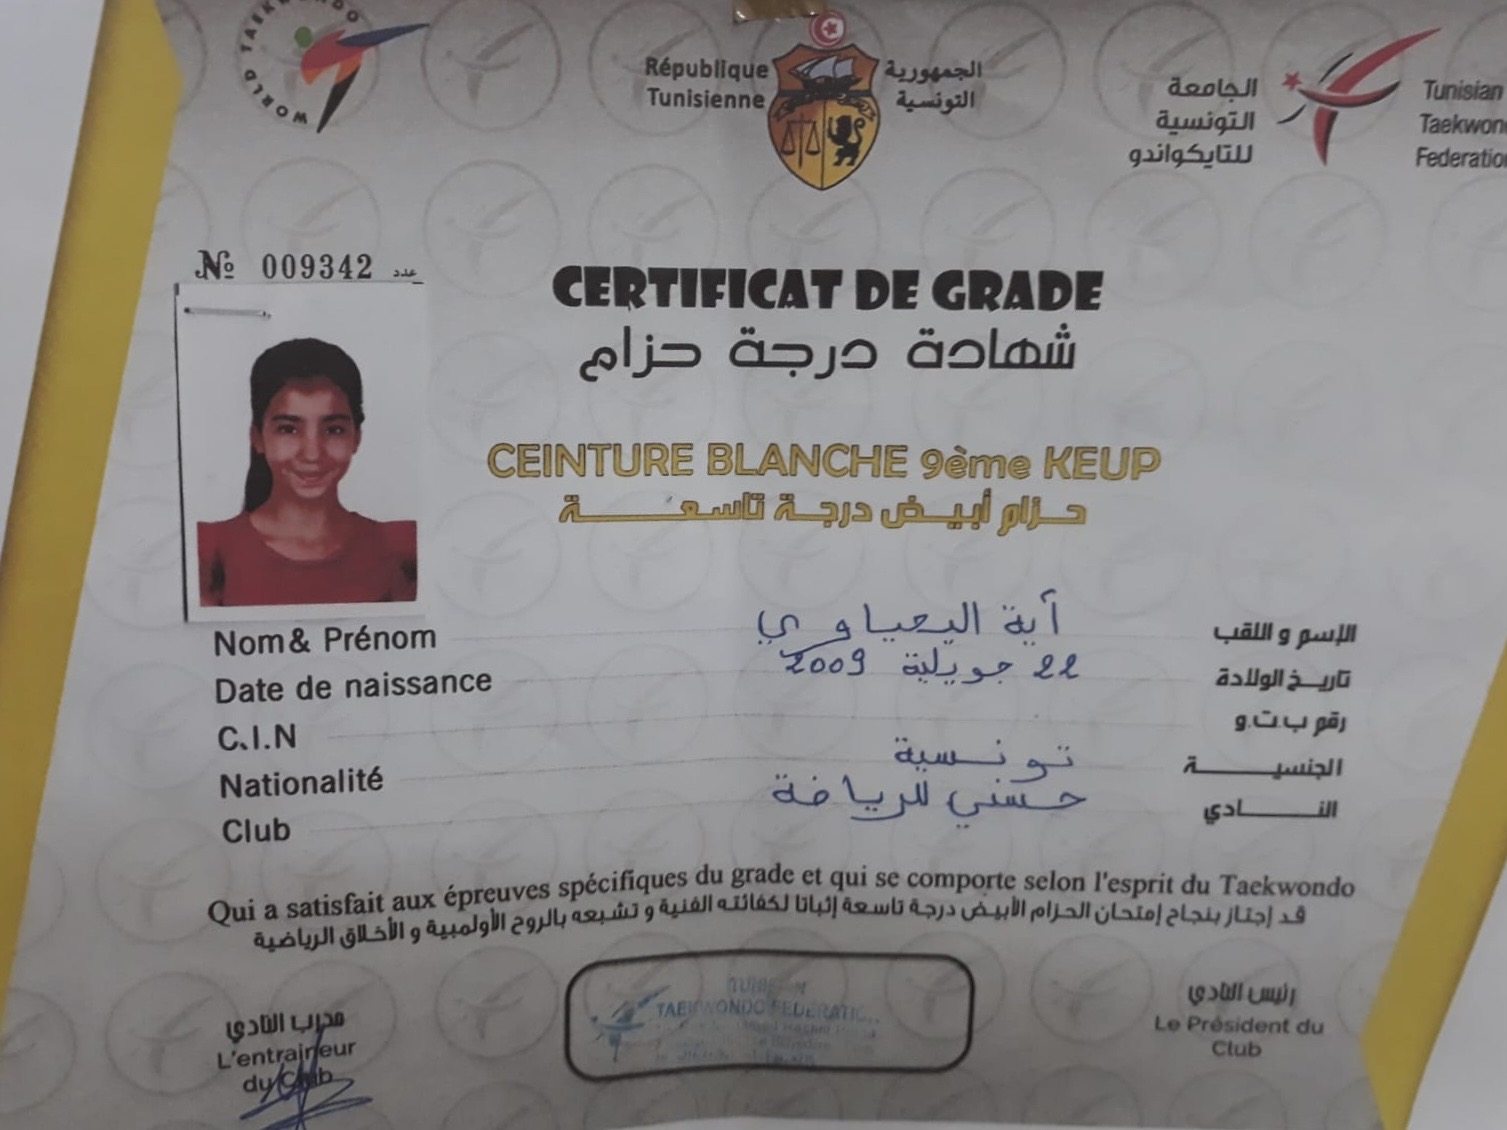 WORLD TAEKWONDO
République
Tunisienne
الجمهورية
التونسية
الجامعة
التونسية
للتايكواندو
Tunisian
Taekwon
Federatio
№ 009342 عدد
CERTIFICAT DE GRADE
شهادة درجة حزام
CEINTURE BLANCHE 9ème KEUP
حزام أبيض درجة تاسعة
Nom& Prénom آية اليعياوي الإسم و اللقب
Date de naissance 22 جويلية 2009 تاريخ الولادة
C.I.N رقم ب.ت.و
Nationalité تونسية الجنسية
Club حسني للرياضة النادي
Qui a satisfait aux épreuves spécifiques du grade et qui se comporte selon l'esprit du Taekwondo
قد إجتاز بنجاح إمتحان الحزام الأبيض درجة تاسعة إثباتا لكفائته الفنية و تشبعه بالروح الأولمبية و الأخلاق الرياضية
مدرب النادي
L'entraineur
du Club
TAEKWONDO FEDERATI
رئيس النادي
Le Président du
Club